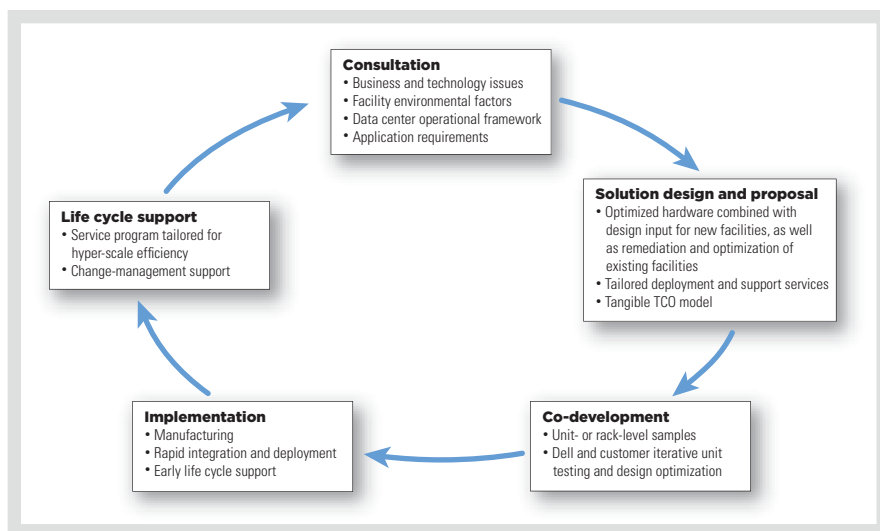 Consultation
• Business and technology issues
• Facility environmental factors
• Data center operational framework
• Application requirements
Solution design and proposal
• Optimized hardware combined with
design input for new facilities, as well
as remediation and optimization of
existing facilities
• Tailored deployment and support services
• Tangible TCO model
Co-development
• Unit- or rack-level samples
• Dell and customer iterative unit
testing and design optimization
Implementation
• Manufacturing
• Rapid integration and deployment
• Early life cycle support
Life cycle support
• Service program tailored for
hyper-scale efficiency
• Change-management support